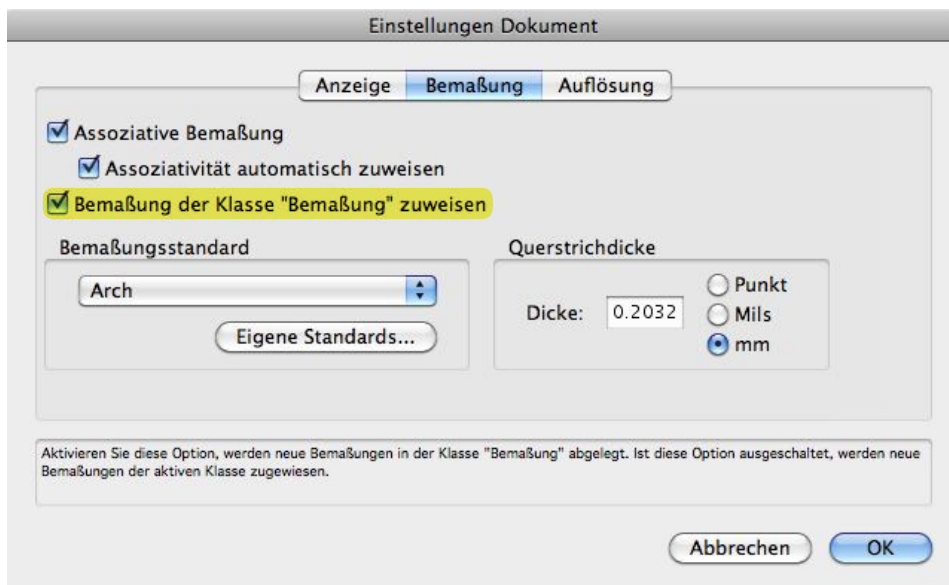 Einstellungen Dokument
Anzeige Bemaßung Auflösung
Assoziative Bemaßung
Assoziativität automatisch zuweisen
Bemaßung der Klasse "Bemaßung" zuweisen
Bemaßungsstandard
Arch
Eigene Standards...
Querstrichdicke
Dicke: 0.2032
Punkt
Mils
mm
Aktivieren Sie diese Option, werden neue Bemaßungen in der Klasse "Bemaßung" abgelegt. Ist diese Option ausgeschaltet, werden neue
Bemaßungen der aktiven Klasse zugewiesen.
Abbrechen OK